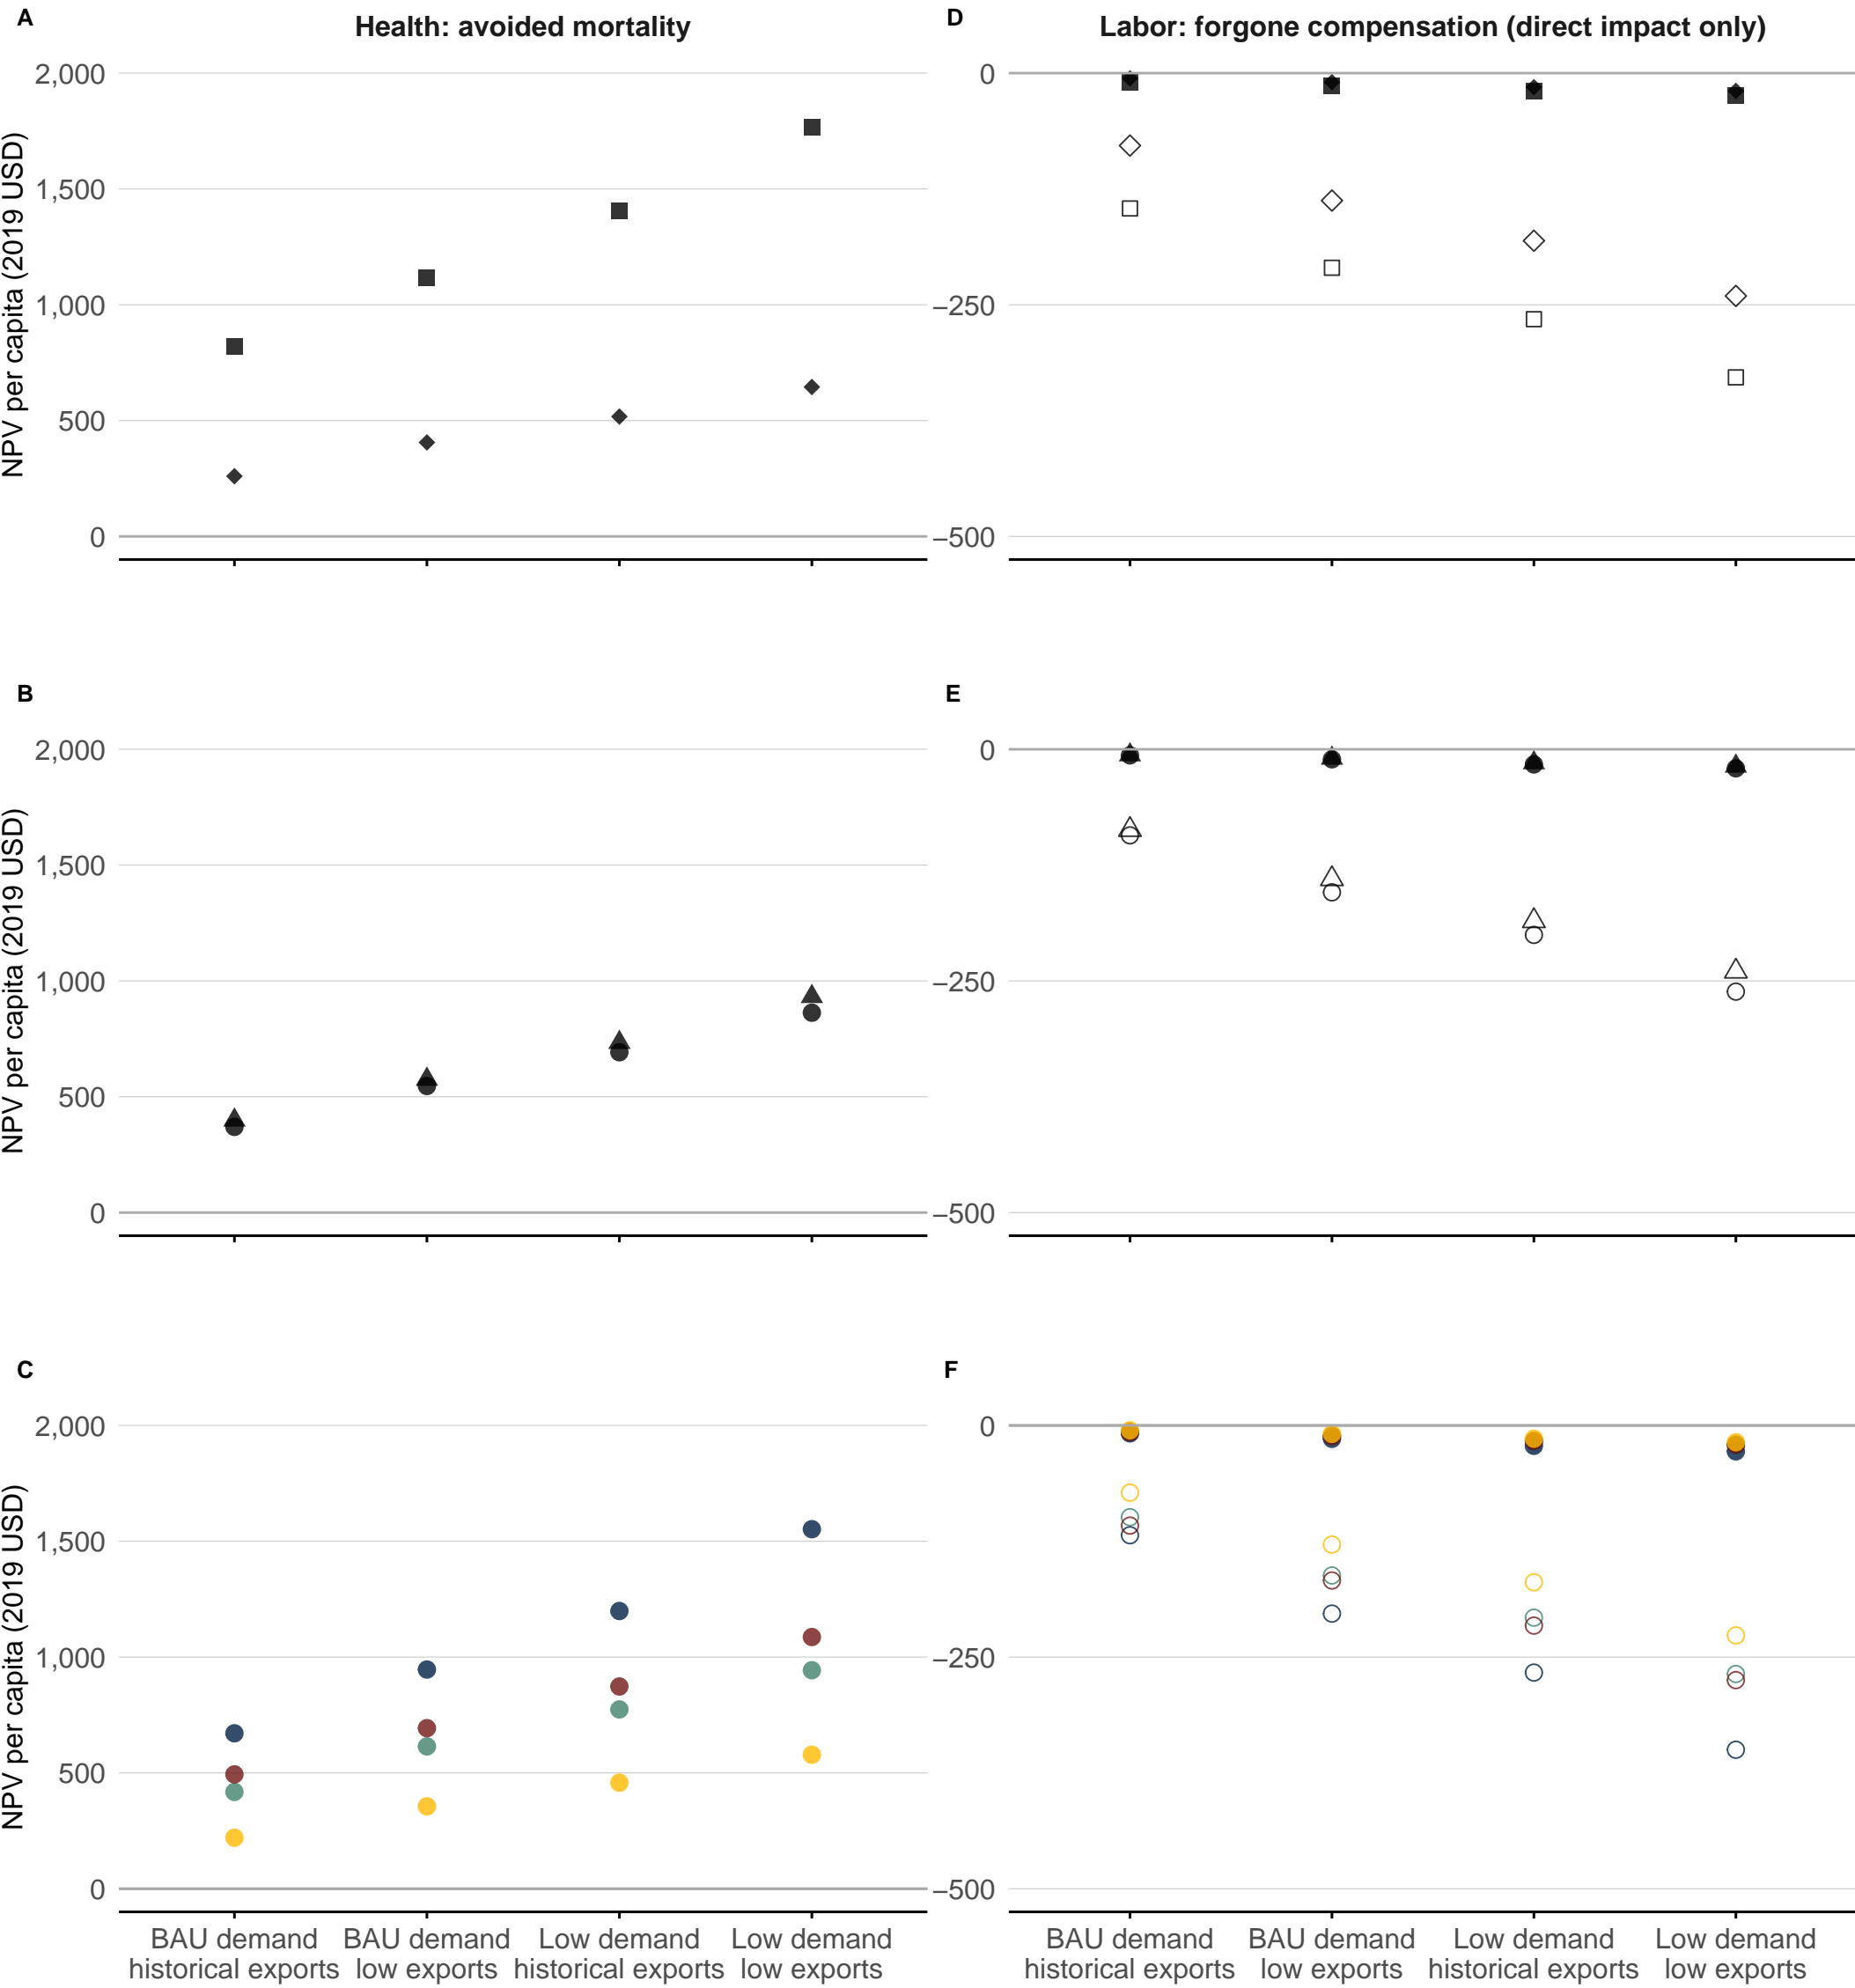 A
Health: avoided mortality
NPV per capita (2019 USD)
2,000
1,500
1,000
500
0
D
Labor: forgone compensation (direct impact only)
0
−250
−500
B
NPV per capita (2019 USD)
2,000
1,500
1,000
500
0
E
0
−250
−500
C
NPV per capita (2019 USD)
2,000
1,500
1,000
500
0
BAU demand
historical exports
BAU demand
low exports
Low demand
historical exports
Low demand
low exports
F
0
−250
−500
BAU demand
historical exports
BAU demand
low exports
Low demand
historical exports
Low demand
low exports